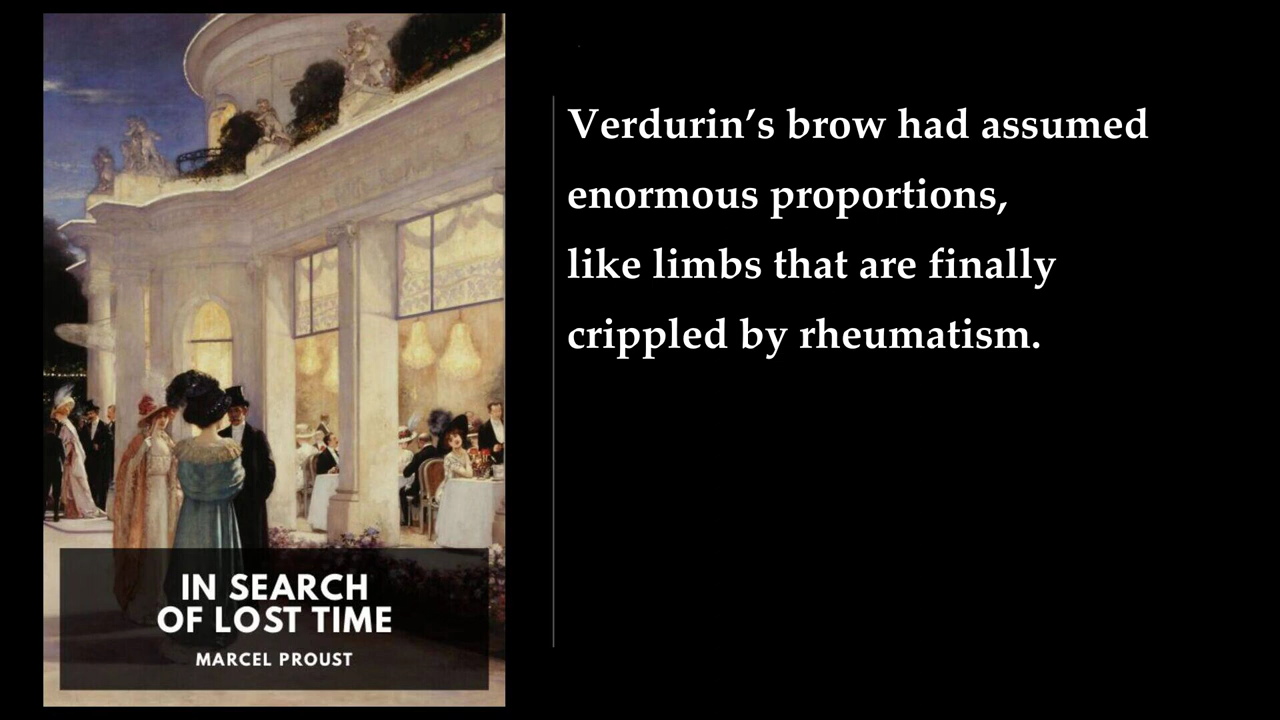 Verdurin’s brow had assumed
enormous proportions,
like limbs that are finally
crippled by rheumatism.
IN SEARCH
OF LOST TIME
MARCEL PROUST